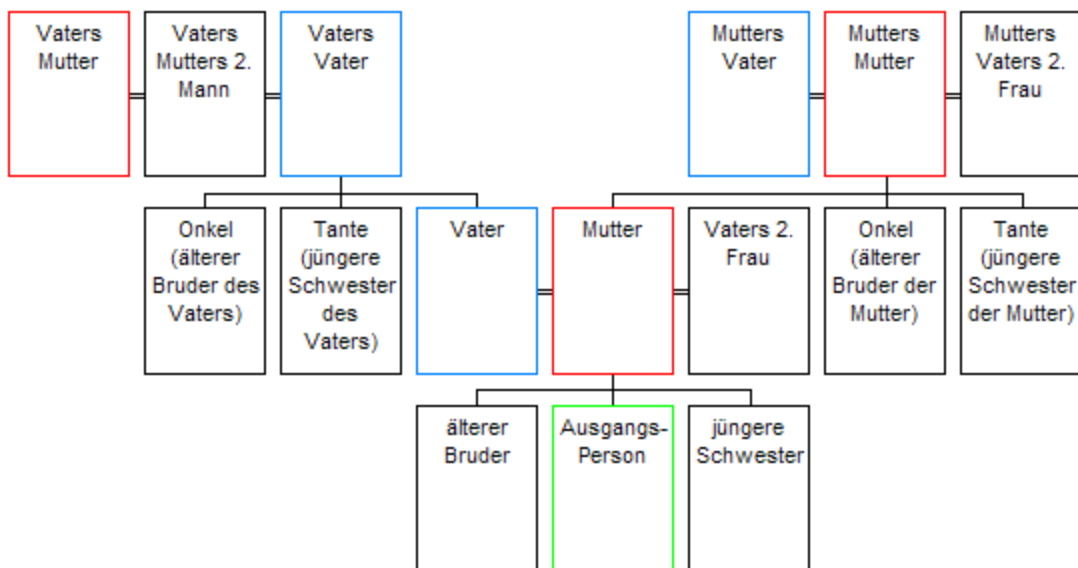 Vaters
Mutter
Vaters
Mutters 2.
Mann
Vaters
Vater
Mutters
Vater
Mutters
Mutter
Mutters
Vaters 2.
Frau
Onkel
(älterer
Bruder des
Vaters)
Tante
(jüngere
Schwester
des
Vaters)
Vater
Mutter
Vaters 2.
Frau
Onkel
(älterer
Bruder der
Mutter)
Tante
(jüngere
Schwester
der Mutter)
älterer
Bruder
Ausgangs-
Person
jüngere
Schwester